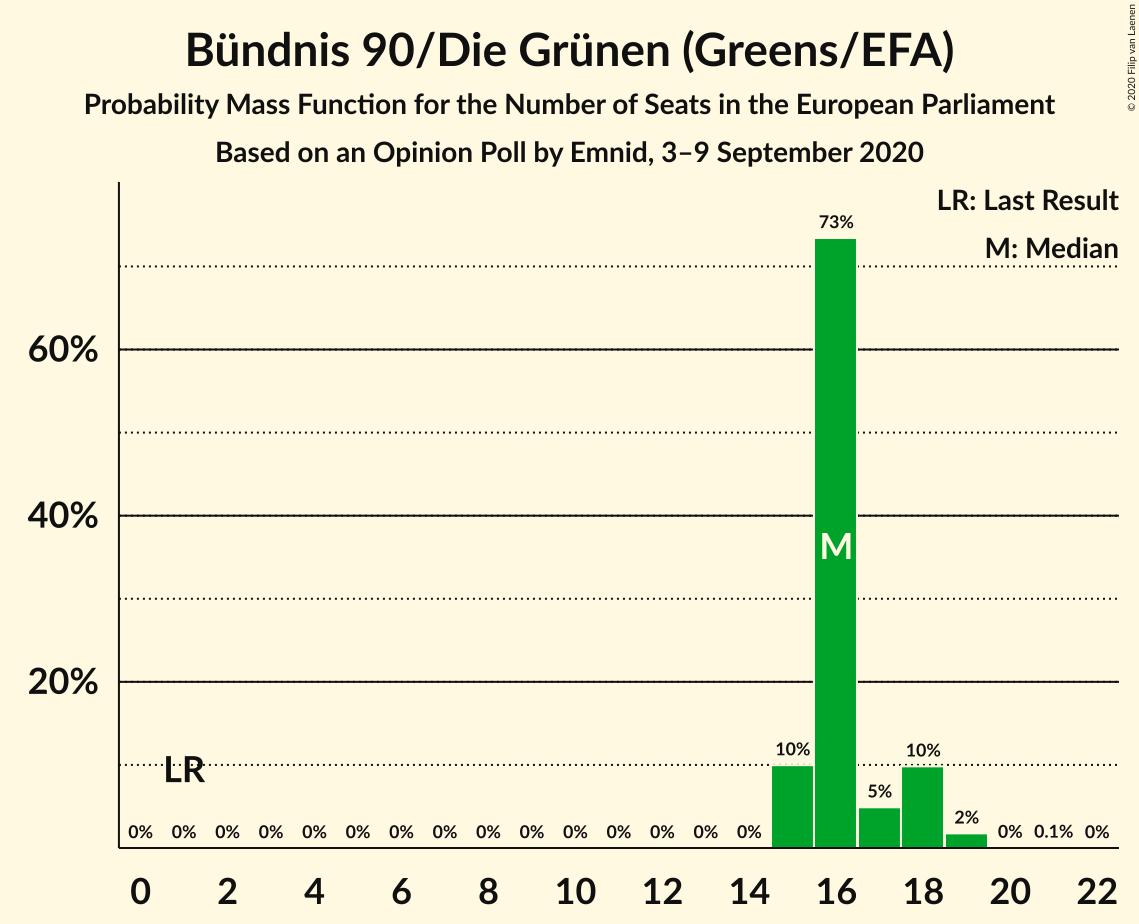 Bündnis 90/Die Grünen (Greens/EFA)
Probability Mass Function for the Number of Seats in the European Parliament
Based on an Opinion Poll by Emnid, 3–9 September 2020
© 2020 Filip van Laenen
LR: Last Result
M: Median
73%
60%
40%
M
20%
LR
10%
10%
5%
2%
0% 0% 0% 0% 0% 0% 0% 0% 0% 0% 0% 0% 0% 0% 0% 0% 0.1% 0%
0 2 4 6 8 10 12 14 16 18 20 22